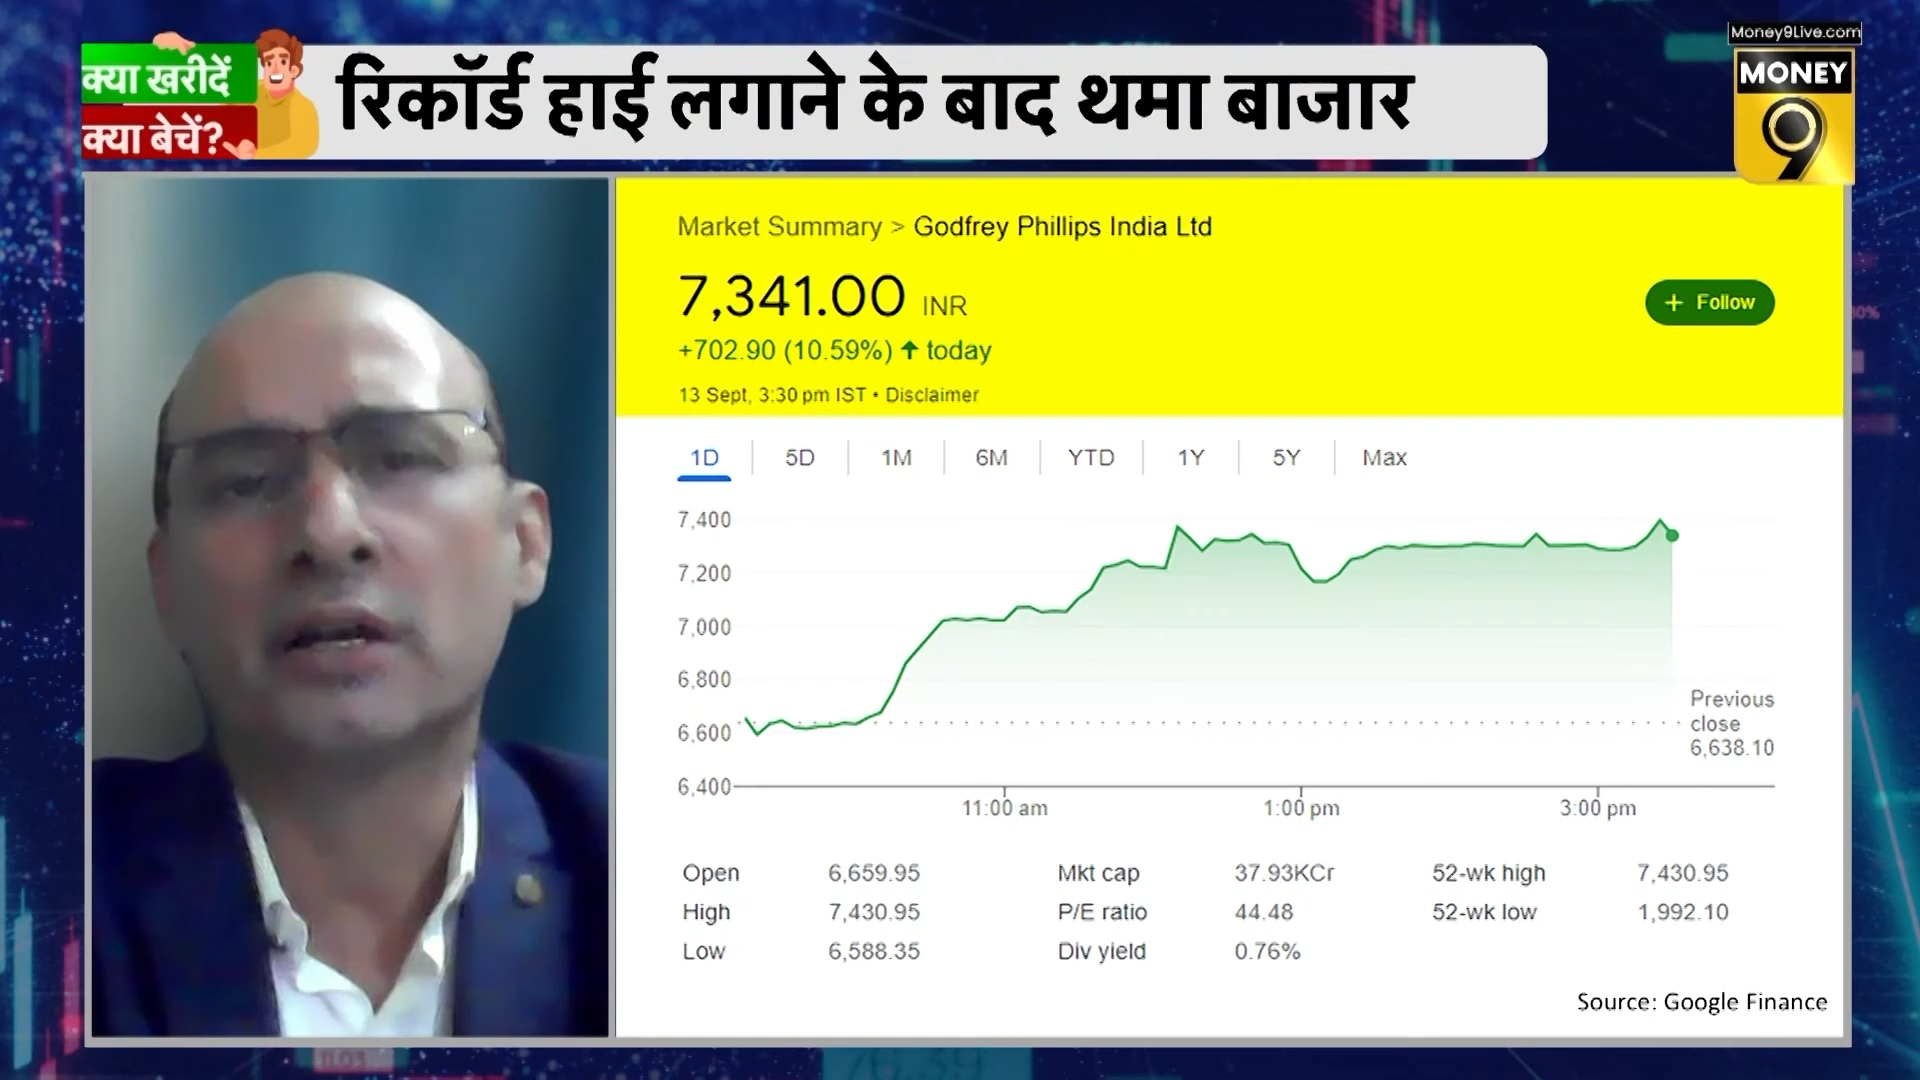 Money9Live.com
क्या खरीदें
क्या बेचें?
रिकॉर्ड हाई लगाने के बाद थमा बाजार
MONEY
9
Market Summary > Godfrey Phillips India Ltd
7,341.00 INR
+ Follow
+702.90 (10.59%) ↑ today
13 Sept, 3:30 pm IST • Disclaimer
1D 5D 1M 6M YTD 1Y 5Y Max
7,400
7,200
7,000
6,800
6,600
6,400
Previous
close
6,638.10
11:00 am 1:00 pm 3:00 pm
Open 6,659.95 Mkt cap 37.93KCr 52-wk high 7,430.95
High 7,430.95 P/E ratio 44.48 52-wk low 1,992.10
Low 6,588.35 Div yield 0.76%
Source: Google Finance